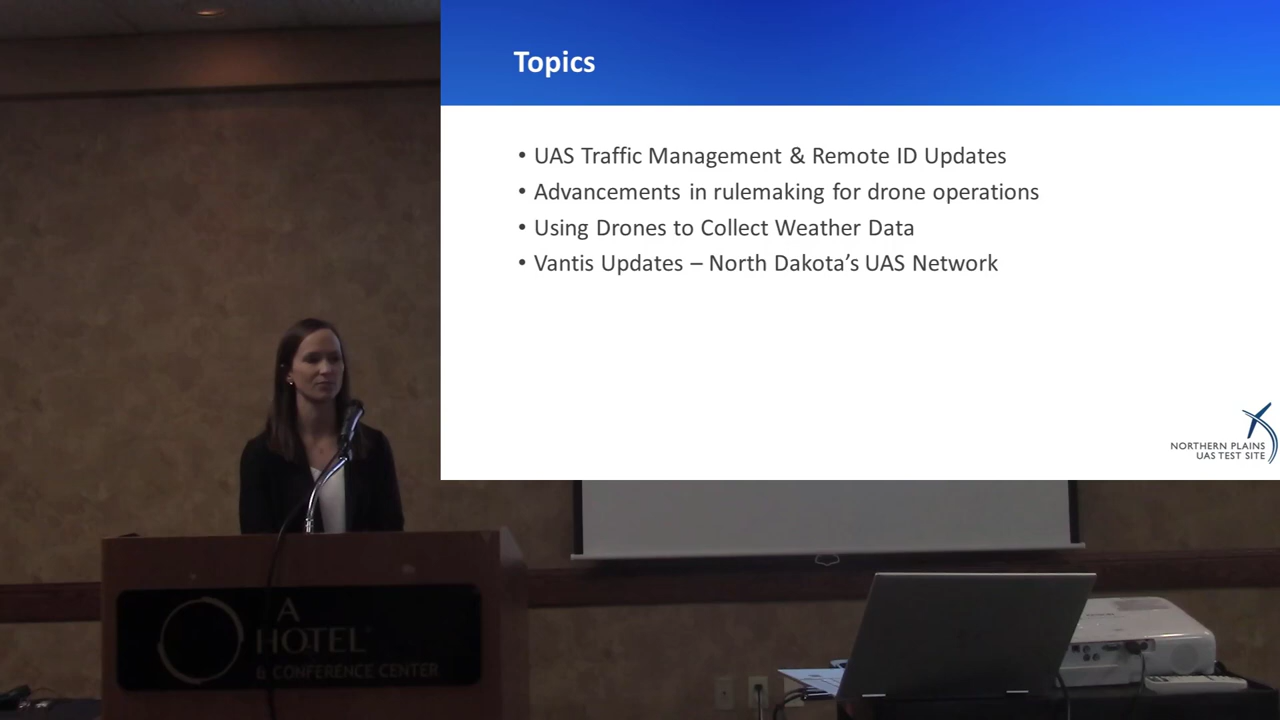 Topics
• UAS Traffic Management & Remote ID Updates
• Advancements in rulemaking for drone operations
• Using Drones to Collect Weather Data
• Vantis Updates – North Dakota's UAS Network
NORTHERN PLAINS
UAS TEST SITE
A
HOTEL
& CONFERENCE CENTER